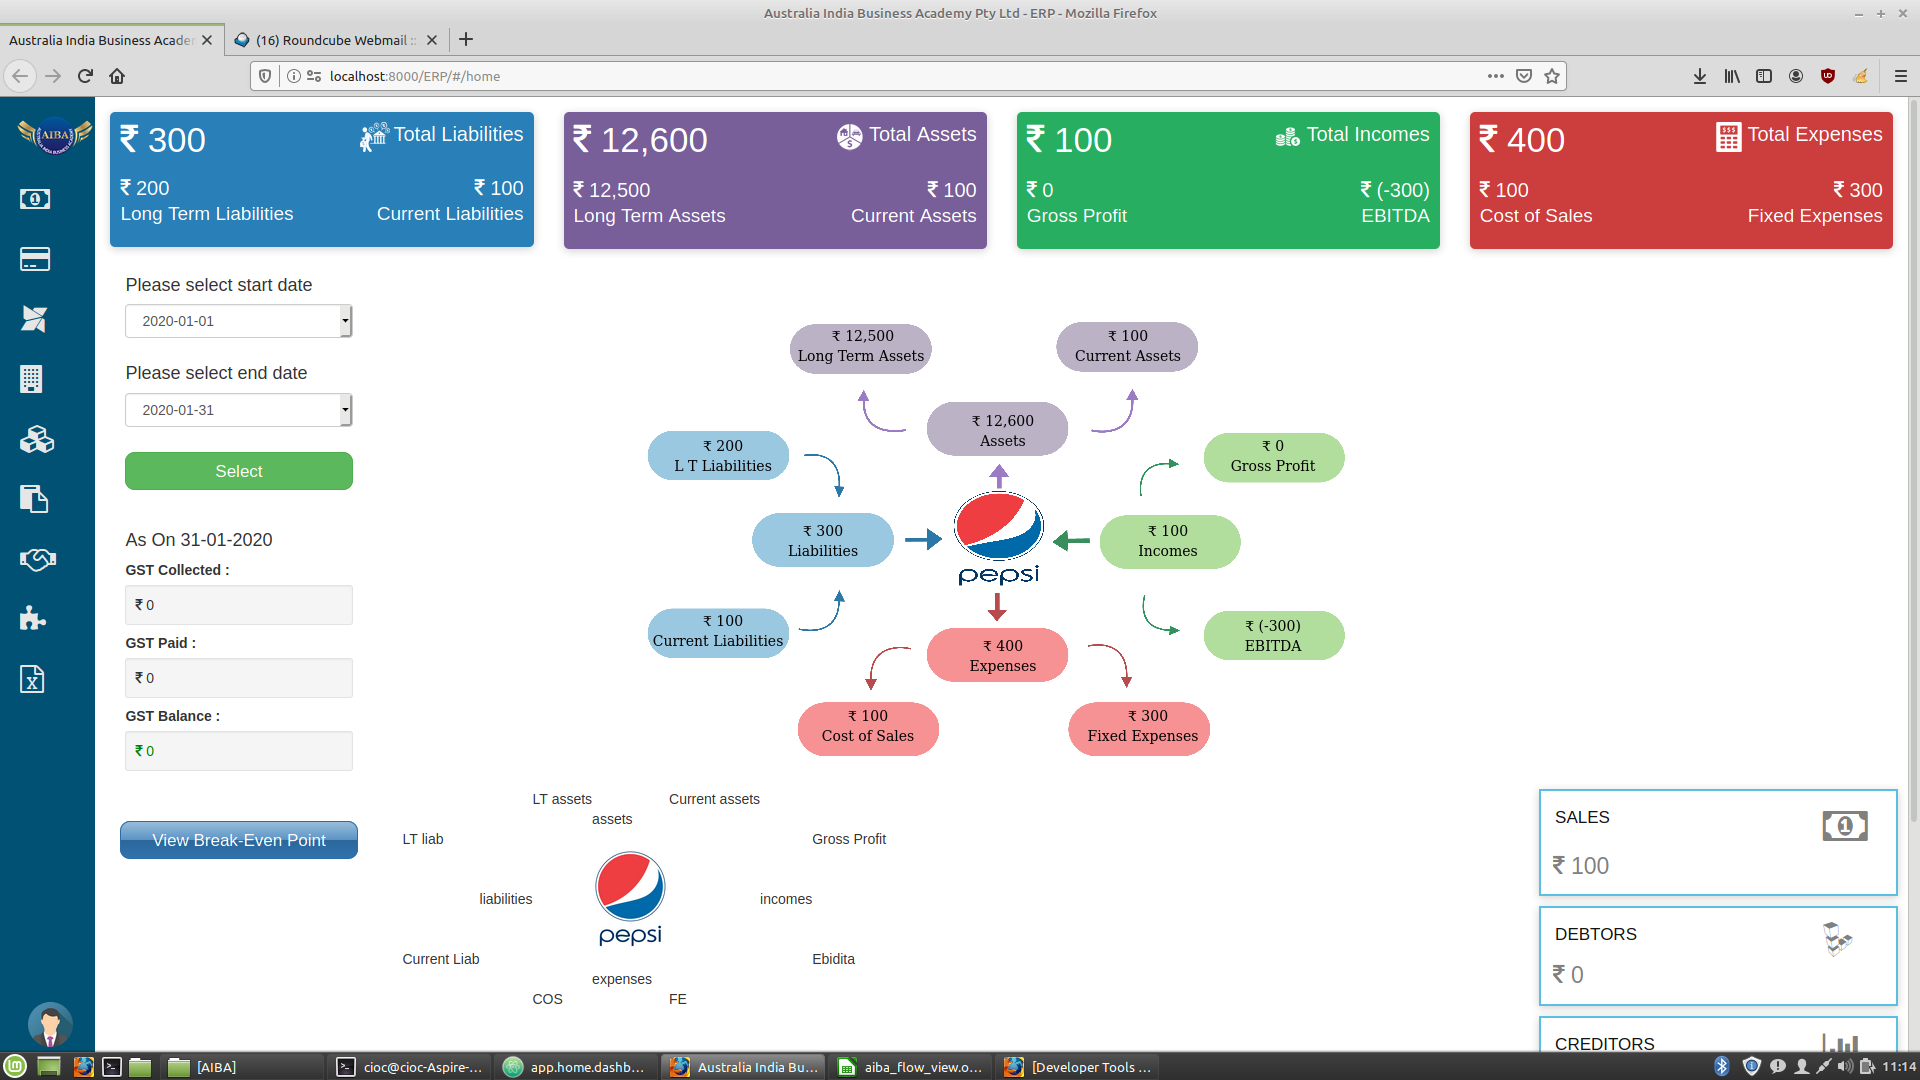 Australia India Business Academy Pty Ltd - ERP - Mozilla Firefox
Australia India Business Acade
(16) Roundcube Webmail ::
localhost:8000/ERP/#/home
AIBA
₹ 300
Total Liabilities
₹ 200
₹ 100
Long Term Liabilities
Current Liabilities
₹ 12,600
Total Assets
₹ 12,500
₹ 100
Long Term Assets
Current Assets
₹ 100
Total Incomes
₹ 0
₹ (-300)
Gross Profit
EBITDA
₹ 400
Total Expenses
₹ 100
₹ 300
Cost of Sales
Fixed Expenses
Please select start date
2020-01-01
Please select end date
2020-01-31
Select
As On 31-01-2020
GST Collected :
₹ 0
GST Paid :
₹ 0
GST Balance :
₹ 0
View Break-Even Point
₹ 12,500
Long Term Assets
₹ 100
Current Assets
₹ 12,600
Assets
₹ 200
L T Liabilities
₹ 0
Gross Profit
₹ 300
Liabilities
pepsi
₹ 100
Incomes
₹ 100
Current Liabilities
₹ (-300)
EBITDA
₹ 400
Expenses
₹ 100
Cost of Sales
₹ 300
Fixed Expenses
LT assets
Current assets
assets
LT liab
Gross Profit
liabilities
incomes
pepsi
Current Liab
Ebidita
expenses
COS
FE
SALES
₹ 100
DEBTORS
₹ 0
CREDITORS
[AIBA]
cioc@cioc-Aspire-...
app.home.dashb...
Australia India Bu...
aiba_flow_view.o...
[Developer Tools ...
11:14